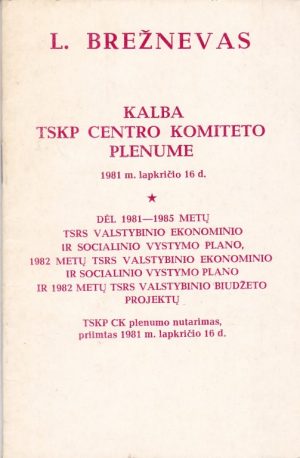 L. BREŽNEVAS
KALBA
TSKP CENTRO KOMITETO
PLENUME
1981 m. lapkričio 16 d.
★
DĖL 1981—1985 METŲ
TSRS VALSTYBINIO EKONOMINIO
IR SOCIALINIO VYSTYMO PLANO,
1982 METŲ TSRS VALSTYBINIO EKONOMINIO
IR SOCIALINIO VYSTYMO PLANO
IR 1982 METŲ TSRS VALSTYBINIO BIUDŽETO
PROJEKTŲ
TSKP CK plenumo nutarimas,
priimtas 1981 m. lapkričio 16 d.